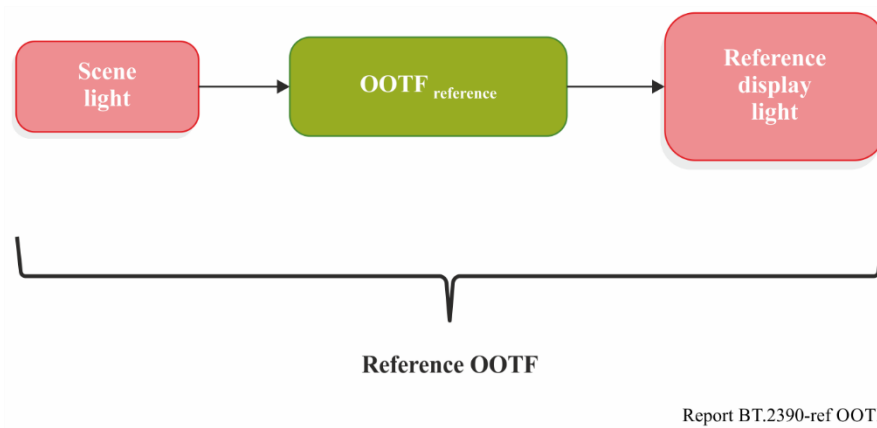 Scene
light
OOTF reference
Reference
display
light
Reference OOTF
Report BT.2390-ref OOT